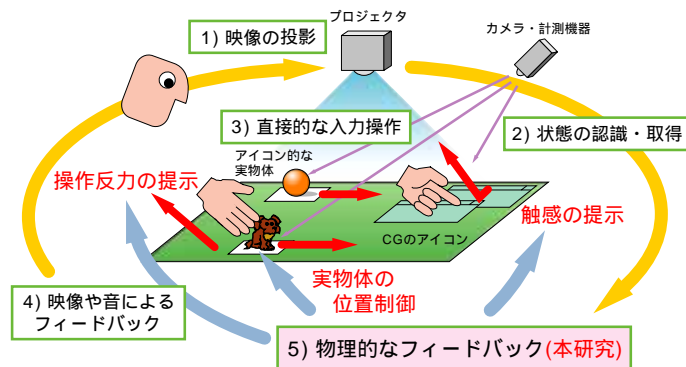 プロジェクタ
カメラ・計測機器
1) 映像の投影
3) 直接的な入力操作
2) 状態の認識・取得
アイコン的な
実物体
操作反力の提示
触感の提示
CGのアイコン
実物体の
位置制御
4) 映像や音による
フィードバック
5) 物理的なフィードバック(本研究)